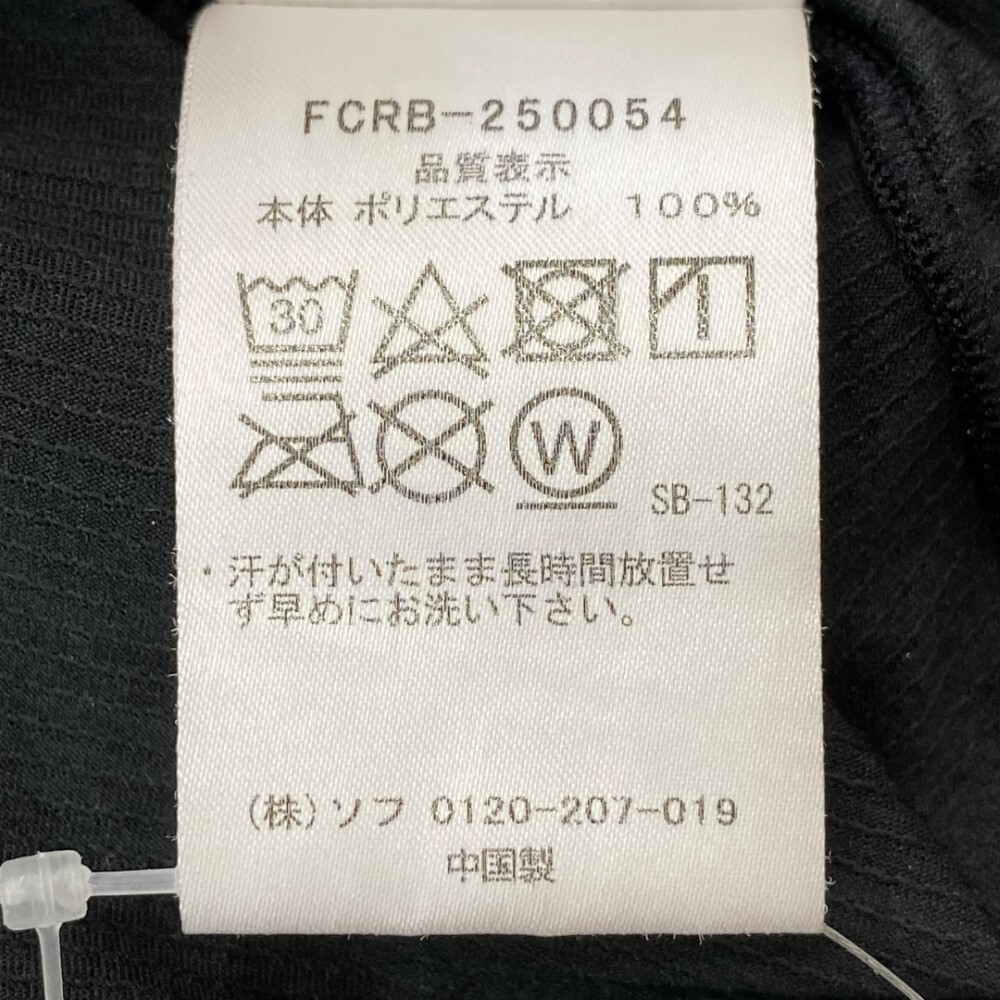 FCRB-250054
品質表示
本体 ポリエステル 100%
30
W
SB-132
・汗が付いたまま長時間放置せ
ず早めにお洗い下さい。
(株)ソフ 0120-207-019
中国製